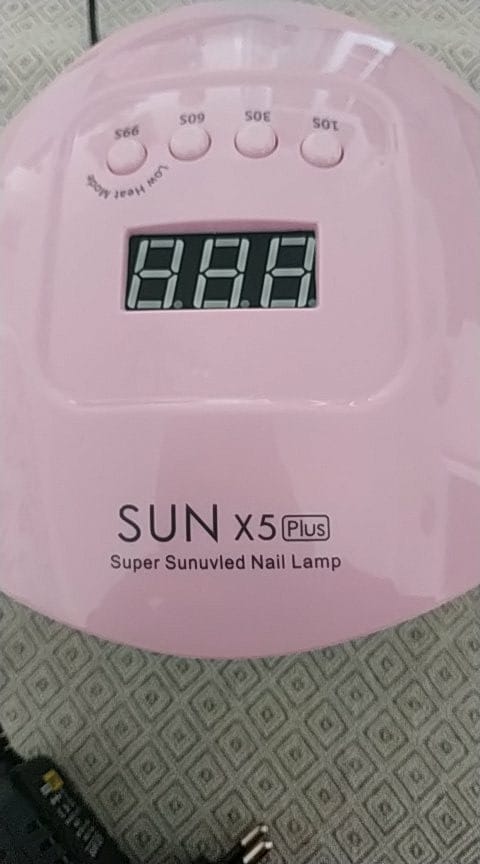 99S 60S 30S 10S
Low Heat Mode
SUN X5 Plus
Super Sunuvled Nail Lamp